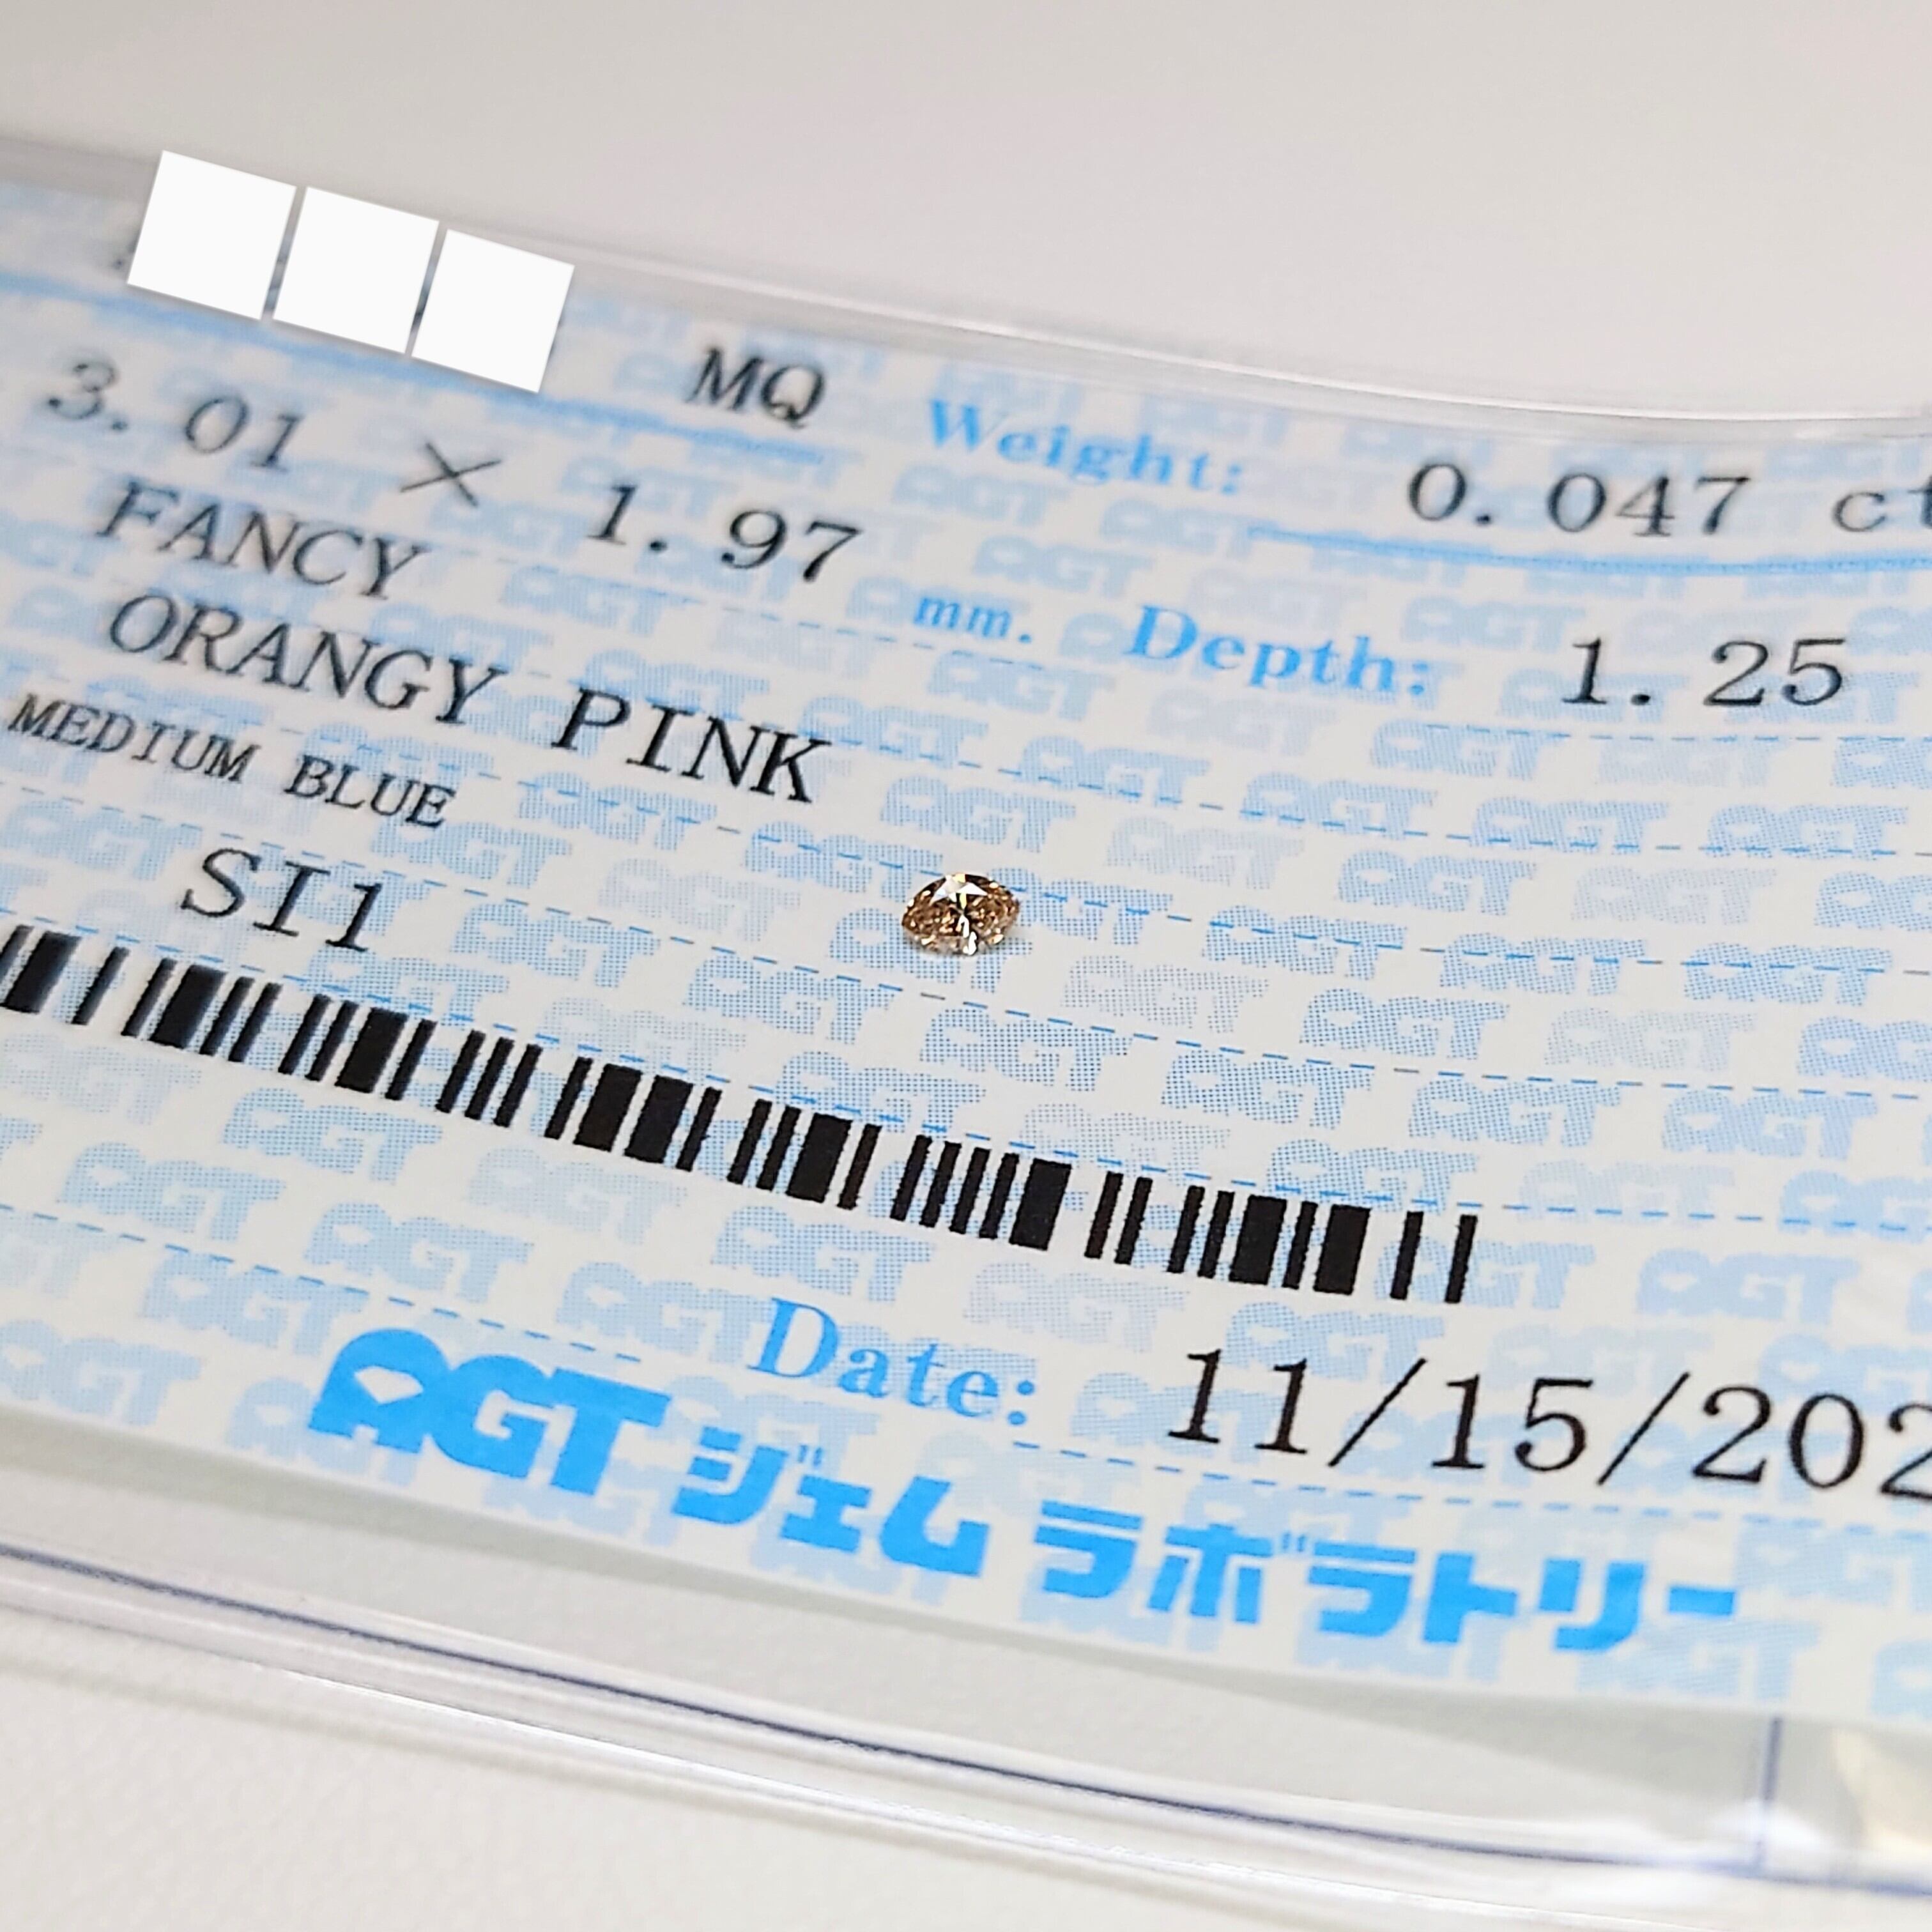 MQ Weight: 0.047 ct
3.01 × 1.97 mm. Depth: 1.25
FANCY
ORANGY PINK
MEDIUM BLUE
SI1
Date: 11/15/202
AGT ジェム ラボラトリー